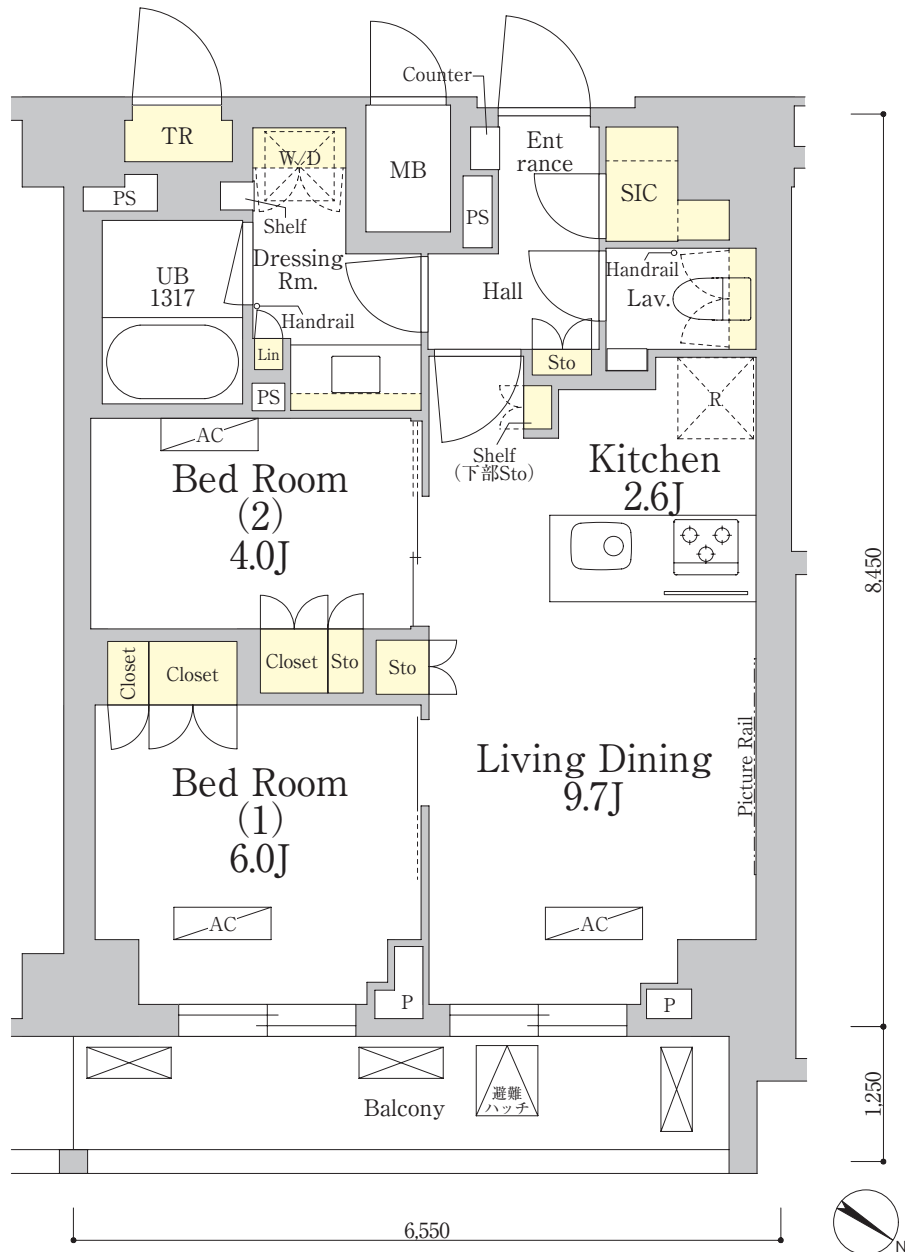 Counter
TR
Ent
rance
W/D
MB
SIC
PS
PS
Shelf
Dressing
Rm.
UB
1317
Handrail
Handrail
Lav.
Hall
Lin
Sto
PS
R
AC
Shelf
(下部Sto)
Kitchen
2.6J
Bed Room
(2)
4.0J
8,450
Closet
Closet
Closet
Sto
Sto
Living Dining
9.7J
Picture Rail
Bed Room
(1)
6.0J
AC
AC
P
P
避難
ハッチ
Balcony
1,250
6,550
N